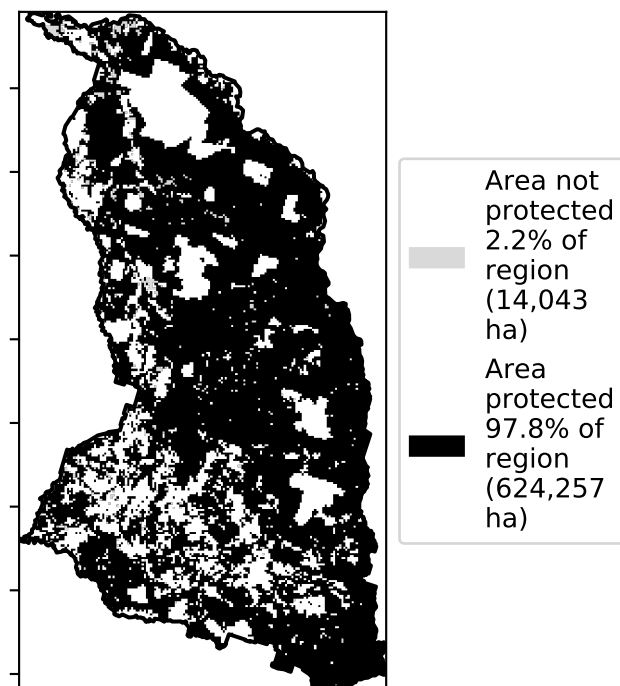 Area not
protected
2.2% of
region
(14,043
ha)
Area
protected
97.8% of
region
(624,257
ha)